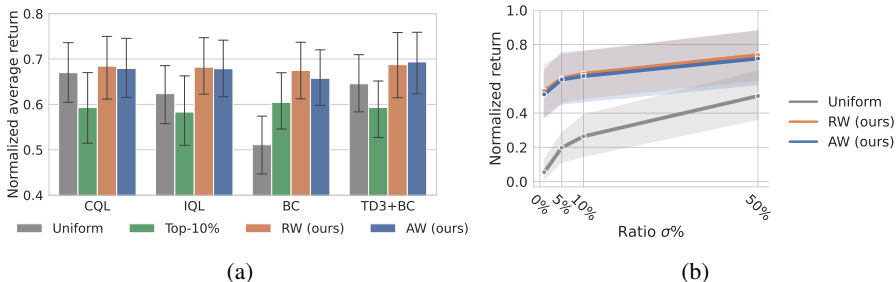 Normalized average return
0.8
0.7
0.6
0.5
0.4
CQL
IQL
BC
TD3+BC
Uniform
Top-10%
RW (ours)
AW (ours)
(a)
Normalized return
1.0
0.8
0.6
0.4
0.2
0.0
0%
5%
10%
50%
Ratio σ%
Uniform
RW (ours)
AW (ours)
(b)